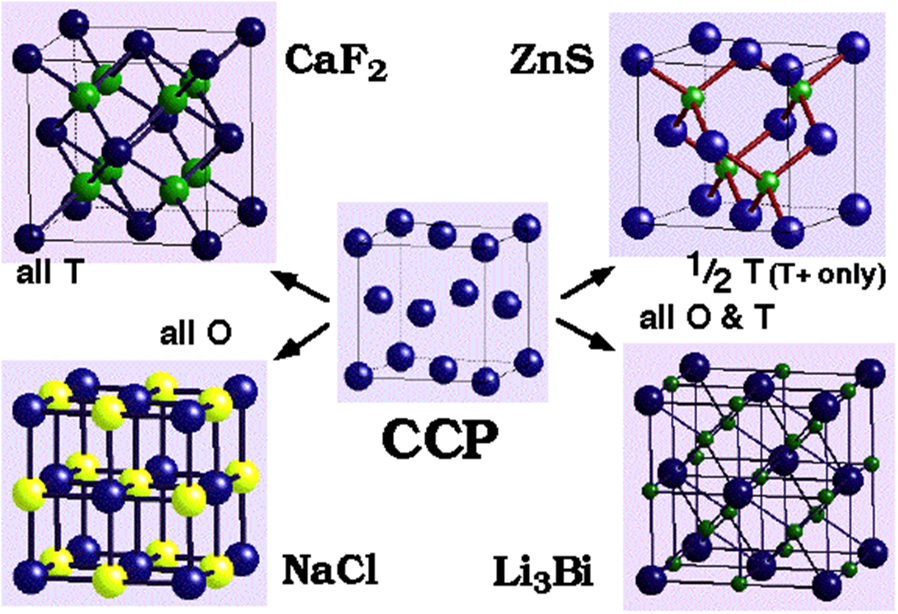 CaF₂
ZnS
all T
½ T (T+ only)
all O
all O & T
CCP
NaCl
Li₃Bi